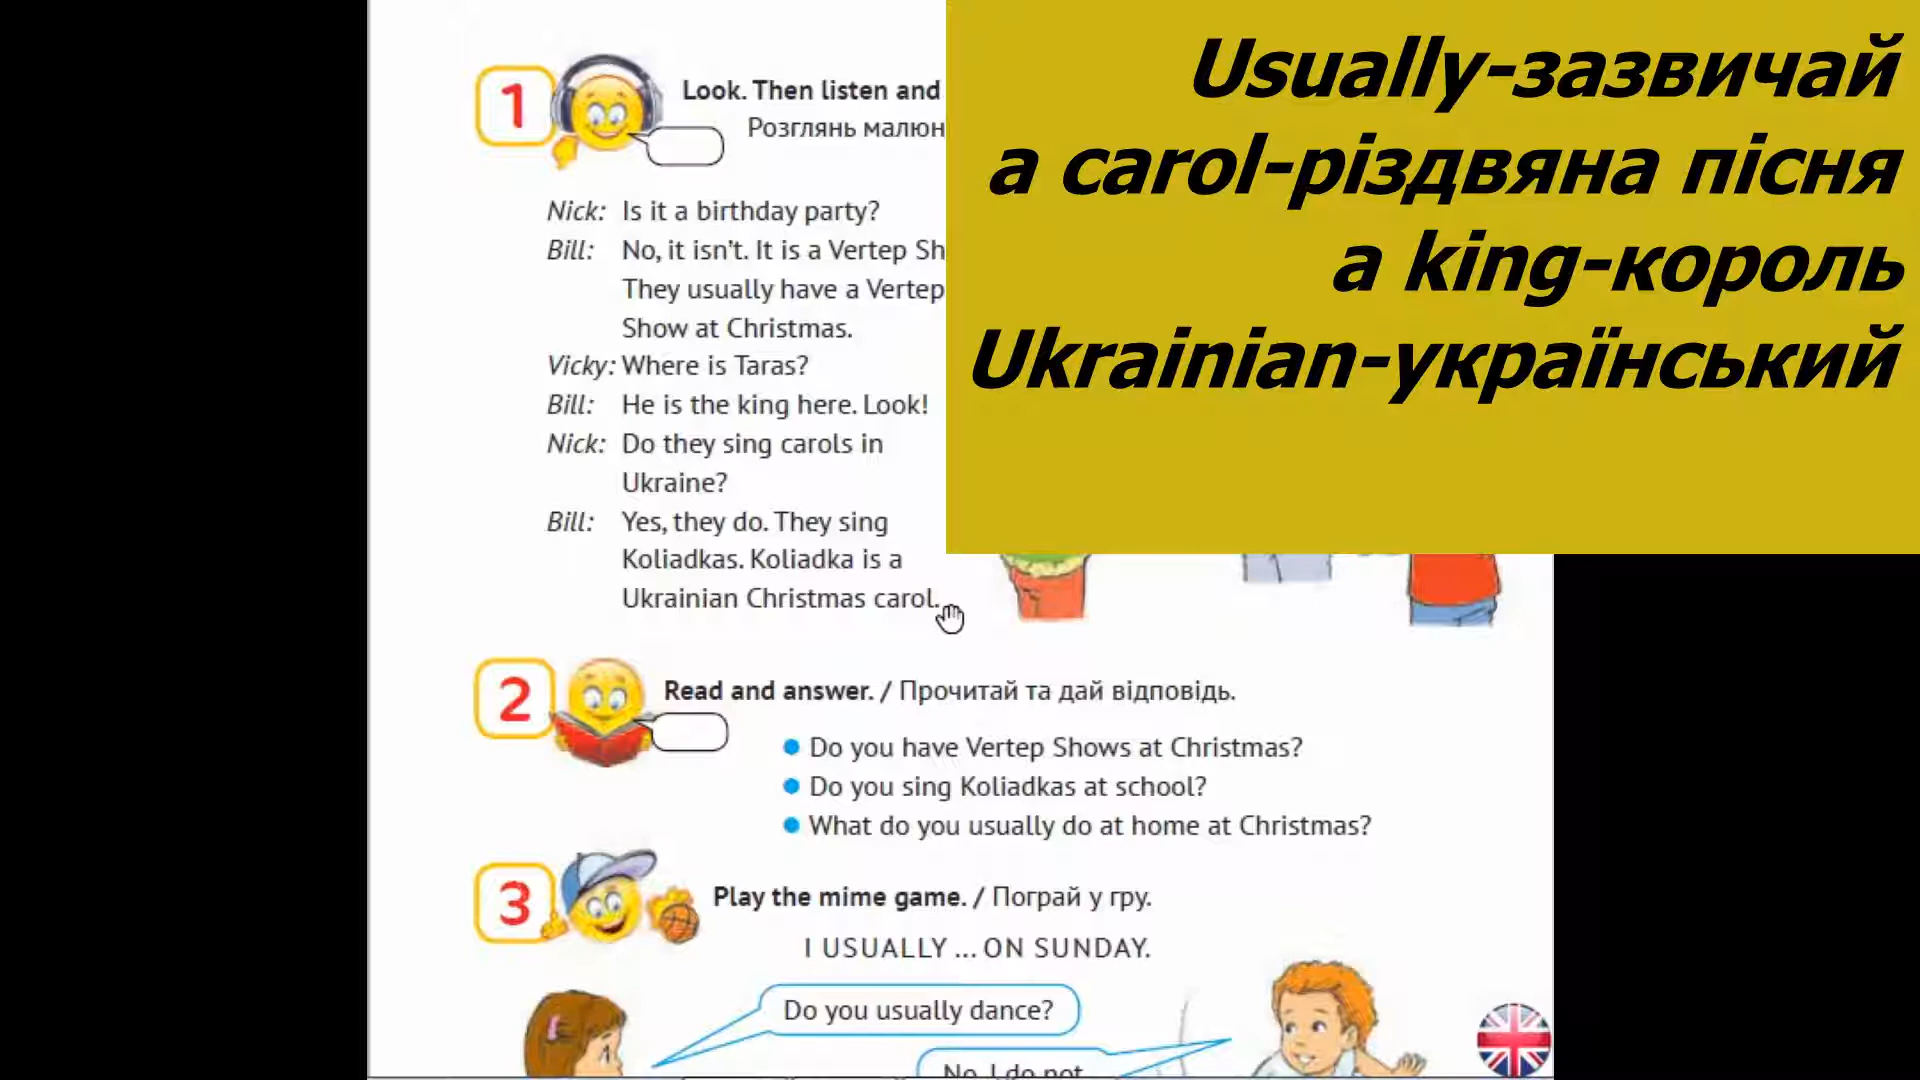 Usually-зазвичай
a carol-різдвяна пісня
a king-король
Ukrainian-український
1
Look. Then listen and
Розглянь малюн
Nick: Is it a birthday party?
Bill: No, it isn't. It is a Vertep Sh
They usually have a Vertep
Show at Christmas.
Vicky: Where is Taras?
Bill: He is the king here. Look!
Nick: Do they sing carols in
Ukraine?
Bill: Yes, they do. They sing
Koliadkas. Koliadka is a
Ukrainian Christmas carol.
2
Read and answer. / Прочитай та дай відповідь.
Do you have Vertep Shows at Christmas?
Do you sing Koliadkas at school?
What do you usually do at home at Christmas?
3
Play the mime game. / Пограй у гру.
I USUALLY ... ON SUNDAY.
Do you usually dance?
No, I do not